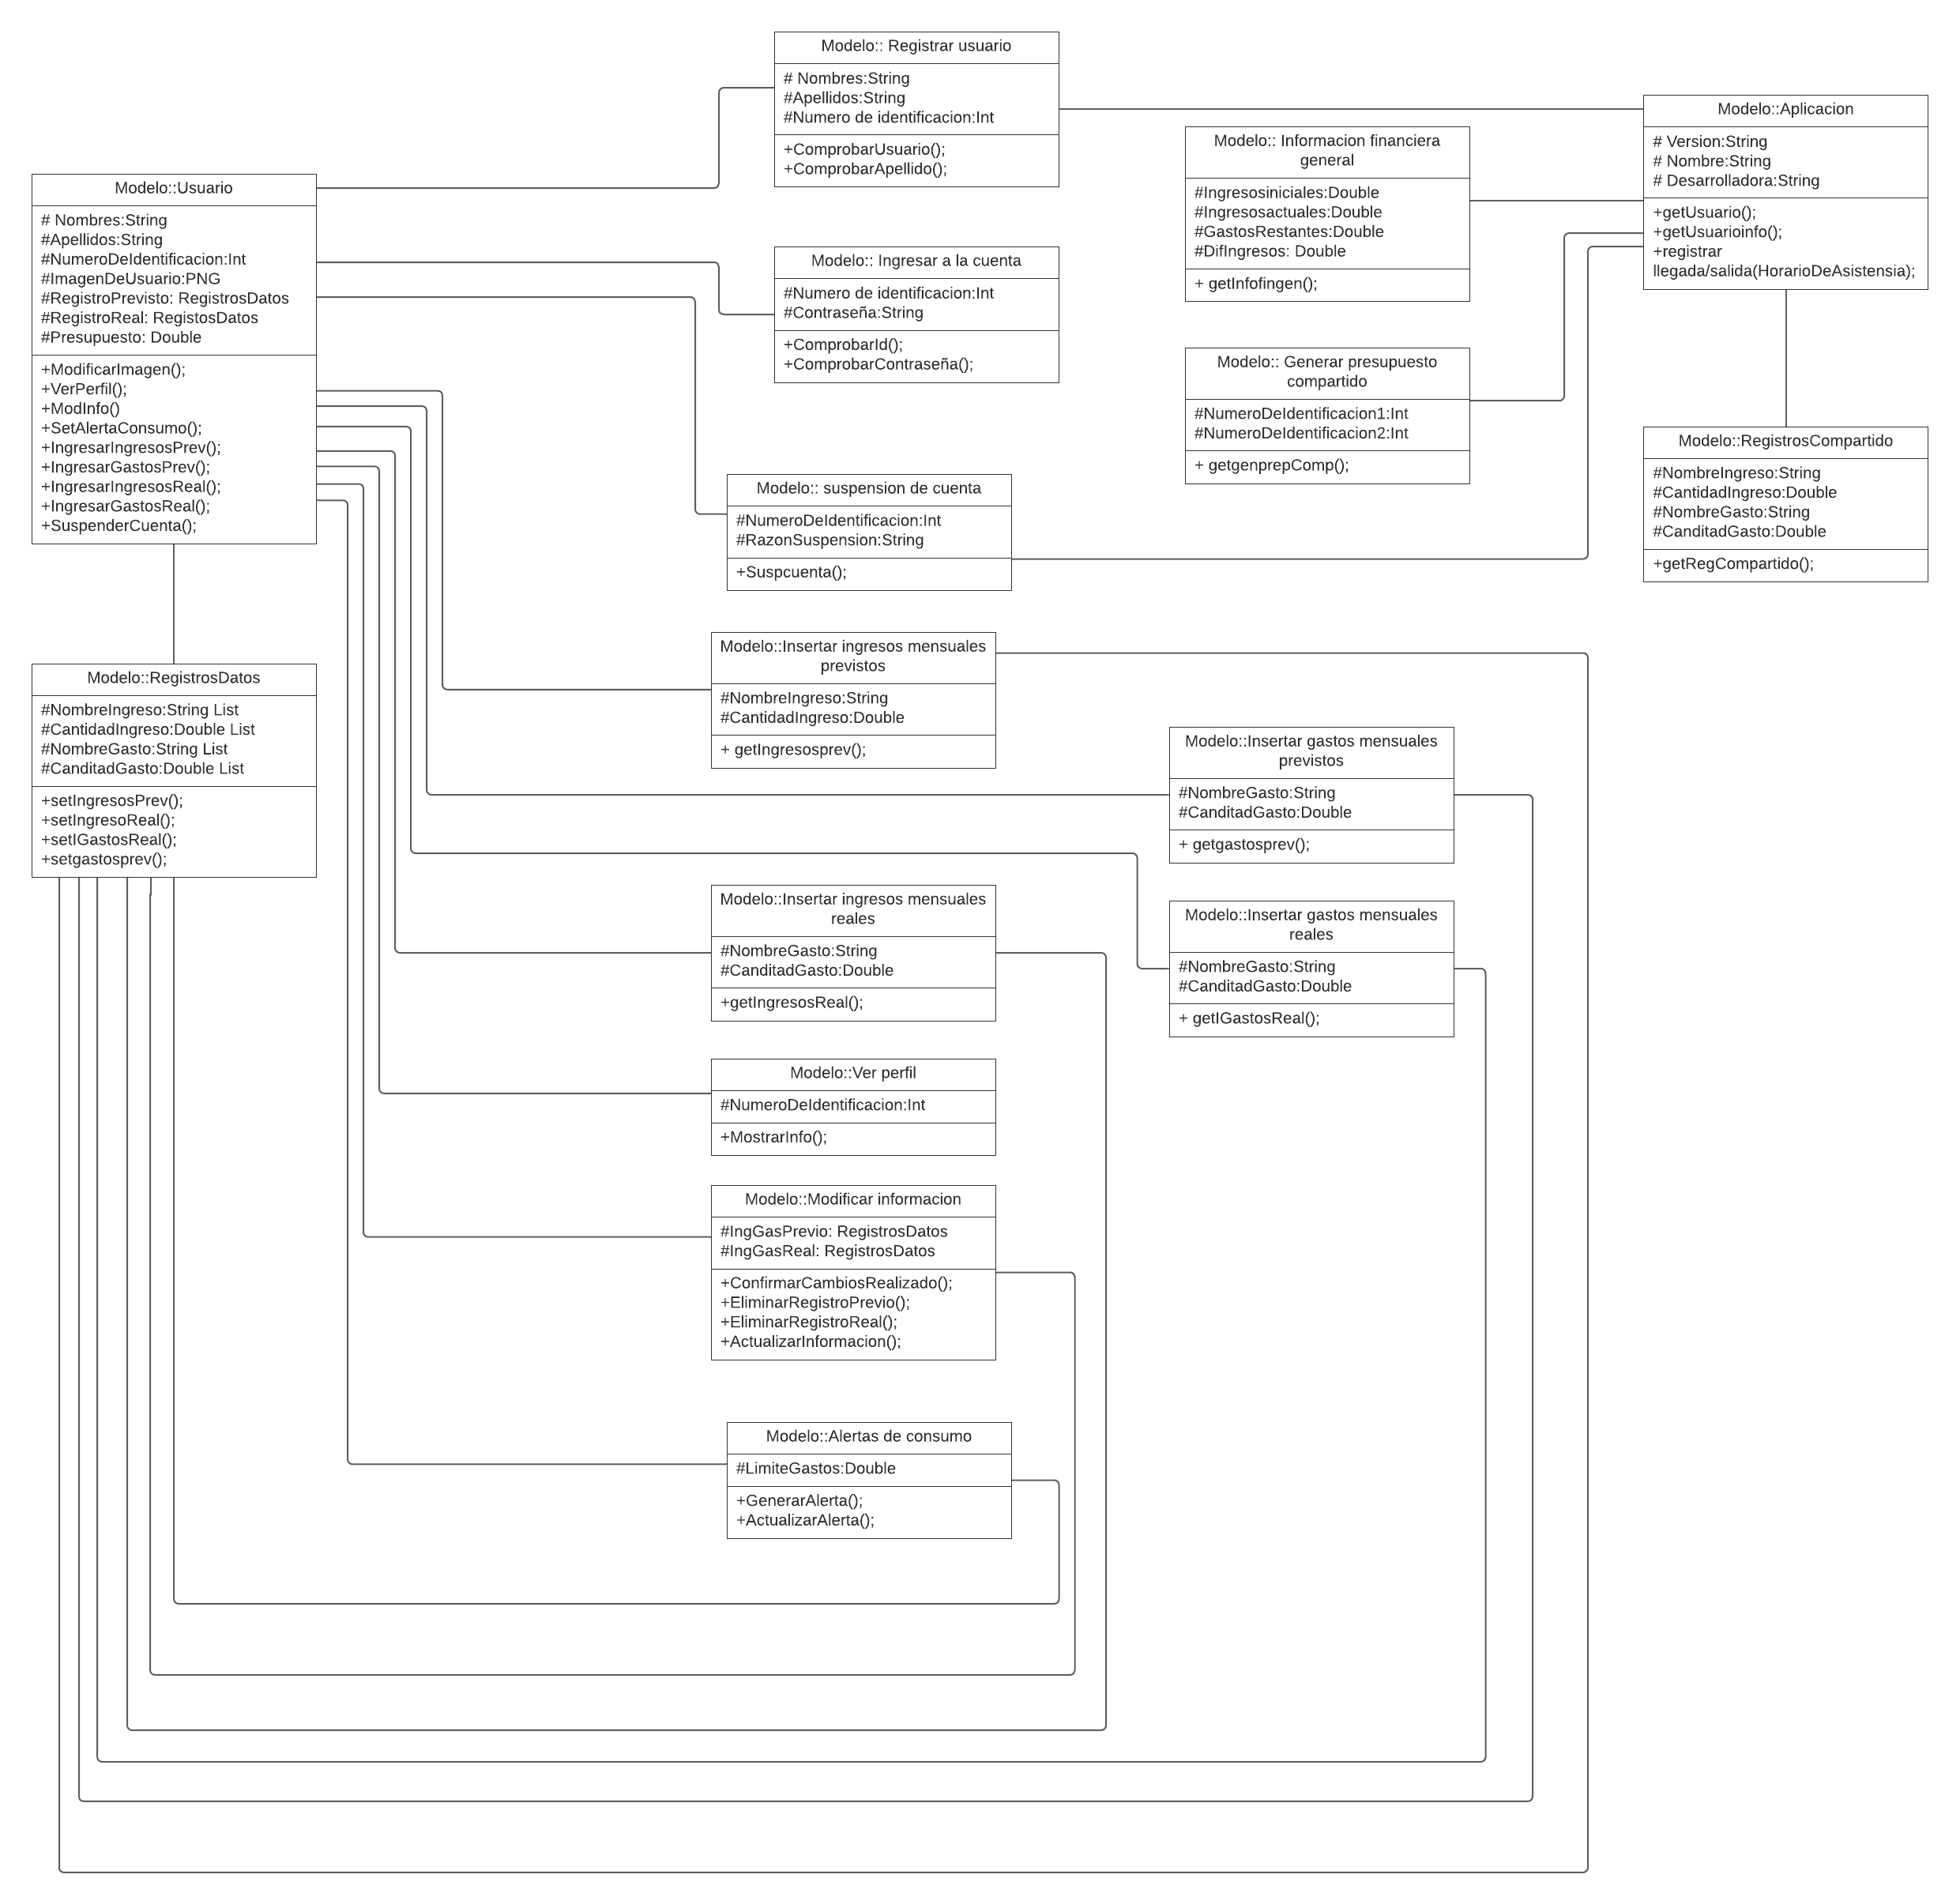 Modelo:: Registrar usuario
# Nombres:String
#Apellidos:String
#Numero de identificacion:Int
+ComprobarUsuario();
+ComprobarApellido();
Modelo::Aplicacion
# Version:String
# Nombre:String
# Desarrolladora:String
+getUsuario();
+getUsuarioinfo();
+registrar
llegada/salida(HorarioDeAsistensia);
Modelo:: Informacion financiera
general
#Ingresosiniciales:Double
#Ingresosactuales:Double
#GastosRestantes:Double
#DifIngresos: Double
+ getInfofingen();
Modelo::Usuario
# Nombres:String
#Apellidos:String
#NumeroDeIdentificacion:Int
#ImagenDeUsuario:PNG
#RegistroPrevisto: RegistrosDatos
#RegistroReal: RegistosDatos
#Presupuesto: Double
+ModificarImagen();
+VerPerfil();
+ModInfo()
+SetAlertaConsumo();
+IngresarIngresosPrev();
+IngresarGastosPrev();
+IngresarIngresosReal();
+IngresarGastosReal();
+SuspenderCuenta();
Modelo:: Ingresar a la cuenta
#Numero de identificacion:Int
#Contraseña:String
+ComprobarId();
+ComprobarContraseña();
Modelo:: Generar presupuesto
compartido
#NumeroDeIdentificacion1:Int
#NumeroDeIdentificacion2:Int
+ getgenprepComp();
Modelo::RegistrosCompartido
#NombreIngreso:String
#CantidadIngreso:Double
#NombreGasto:String
#CanditadGasto:Double
+getRegCompartido();
Modelo:: suspension de cuenta
#NumeroDeIdentificacion:Int
#RazonSuspension:String
+Suspcuenta();
Modelo::Insertar ingresos mensuales
previstos
#NombreIngreso:String
#CantidadIngreso:Double
+ getIngresosprev();
Modelo::RegistrosDatos
#NombreIngreso:String List
#CantidadIngreso:Double List
#NombreGasto:String List
#CanditadGasto:Double List
+setIngresosPrev();
+setIngresoReal();
+setIGastosReal();
+setgastosprev();
Modelo::Insertar gastos mensuales
previstos
#NombreGasto:String
#CanditadGasto:Double
+ getgastosprev();
Modelo::Insertar ingresos mensuales
reales
#NombreGasto:String
#CanditadGasto:Double
+getIngresosReal();
Modelo::Insertar gastos mensuales
reales
#NombreGasto:String
#CanditadGasto:Double
+ getIGastosReal();
Modelo::Ver perfil
#NumeroDeIdentificacion:Int
+MostrarInfo();
Modelo::Modificar informacion
#IngGasPrevio: RegistrosDatos
#IngGasReal: RegistrosDatos
+ConfirmarCambiosRealizado();
+EliminarRegistroPrevio();
+EliminarRegistroReal();
+ActualizarInformacion();
Modelo::Alertas de consumo
#LimiteGastos:Double
+GenerarAlerta();
+ActualizarAlerta();